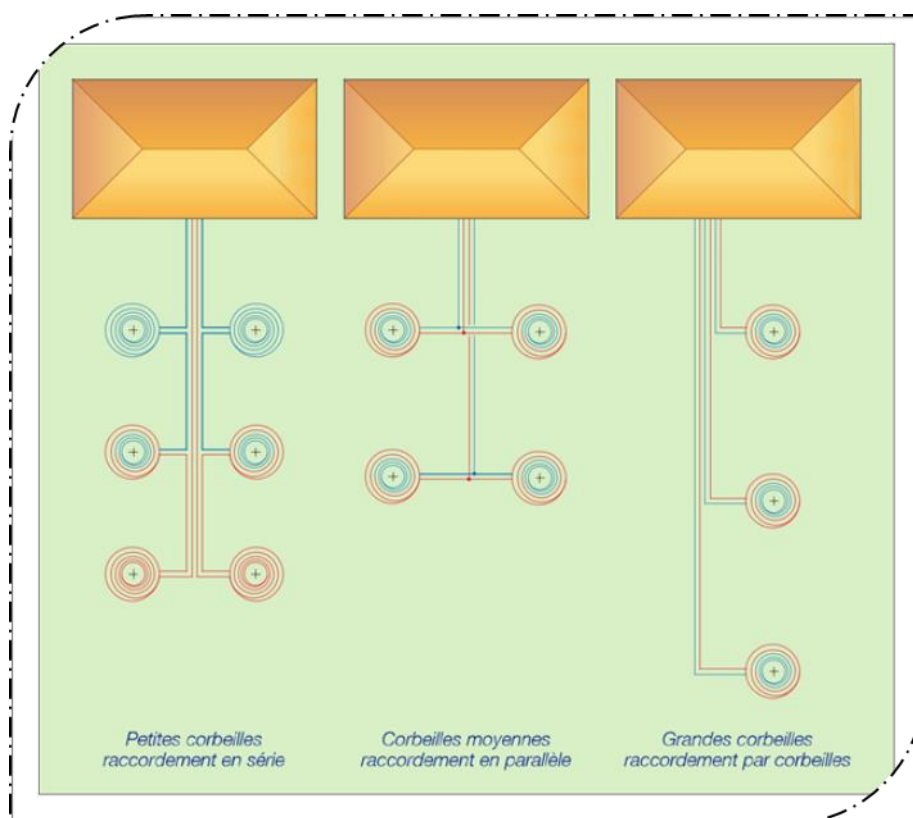 Petites corbeilles
raccordement en série
Corbeilles moyennes
raccordement en parallèle
Grandes corbeilles
raccordement par corbeilles